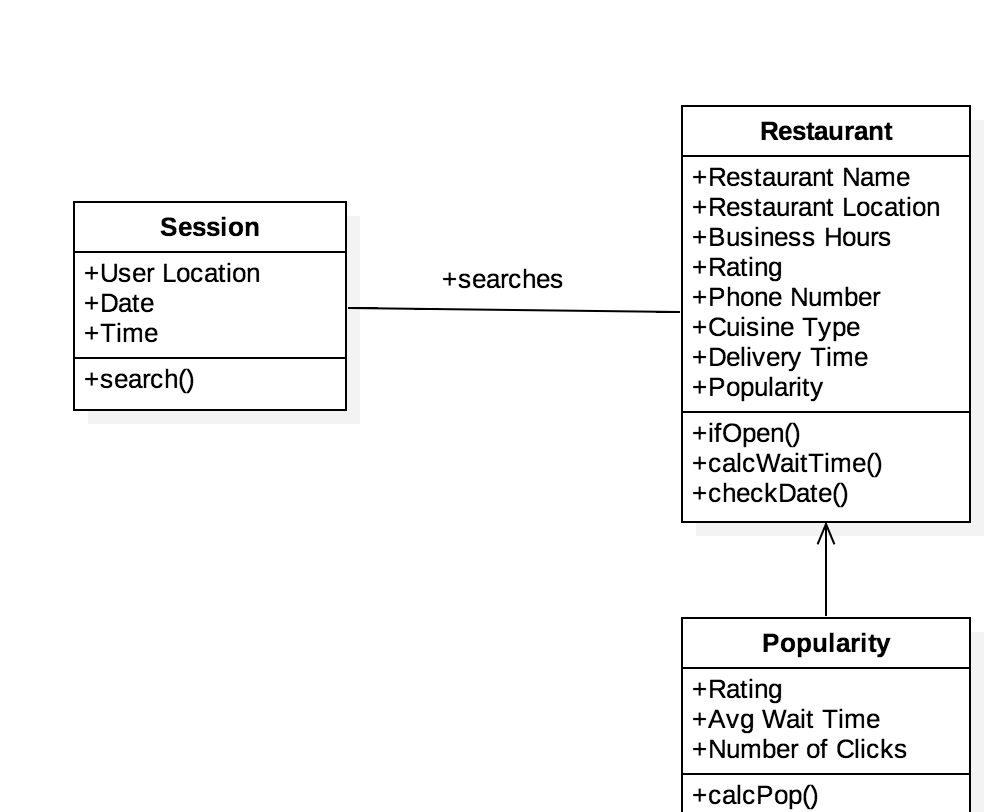 Restaurant
+Restaurant Name
+Restaurant Location
+Business Hours
+Rating
+Phone Number
+Cuisine Type
+Delivery Time
+Popularity
+ifOpen()
+calcWaitTime()
+checkDate()
Session
+User Location
+Date
+Time
+search()
+searches
Popularity
+Rating
+Avg Wait Time
+Number of Clicks
+calcPop()